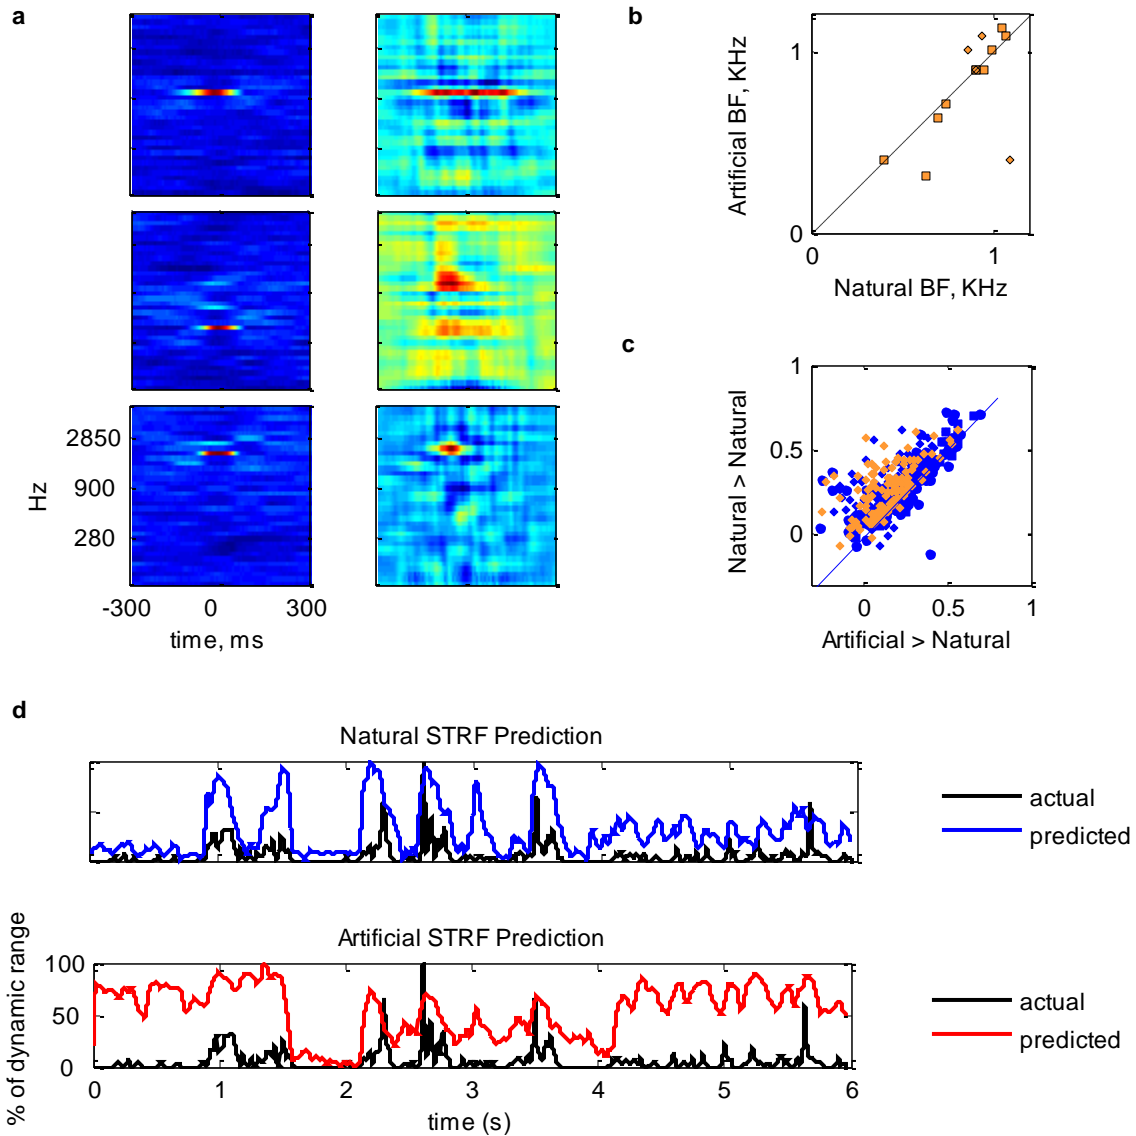 a
2850
900
280
Hz
-300 0 300
time, ms
b
Artificial BF, KHz
1
0
0 1
Natural BF, KHz
c
Natural > Natural
1
0.5
0
0 0.5 1
Artificial > Natural
d
Natural STRF Prediction
actual
predicted
Artificial STRF Prediction
% of dynamic range
100
50
0
0 1 2 3 4 5 6
time (s)
actual
predicted